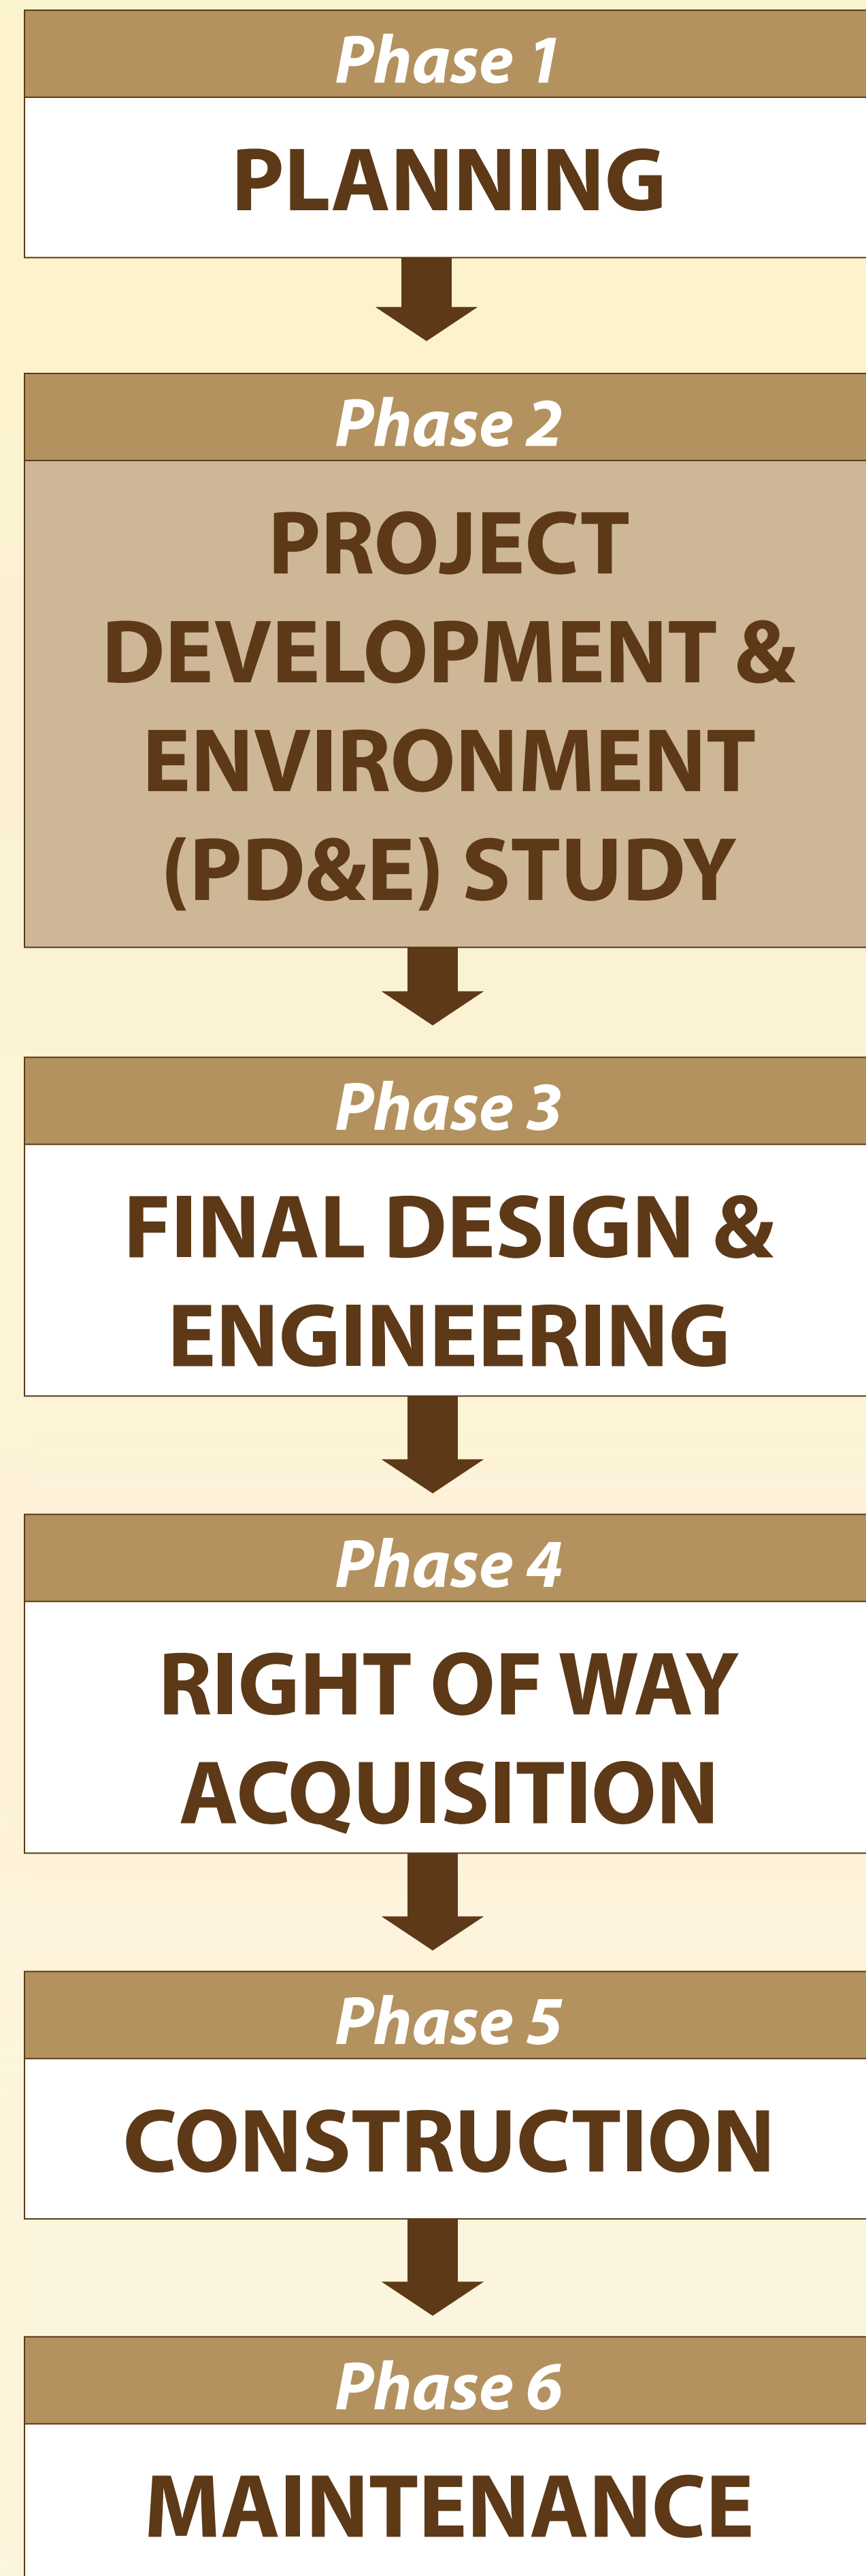 Phase 1
PLANNING
Phase 2
PROJECT
DEVELOPMENT &
ENVIRONMENT
(PD&E) STUDY
Phase 3
FINAL DESIGN &
ENGINEERING
Phase 4
RIGHT OF WAY
ACQUISITION
Phase 5
CONSTRUCTION
Phase 6
MAINTENANCE